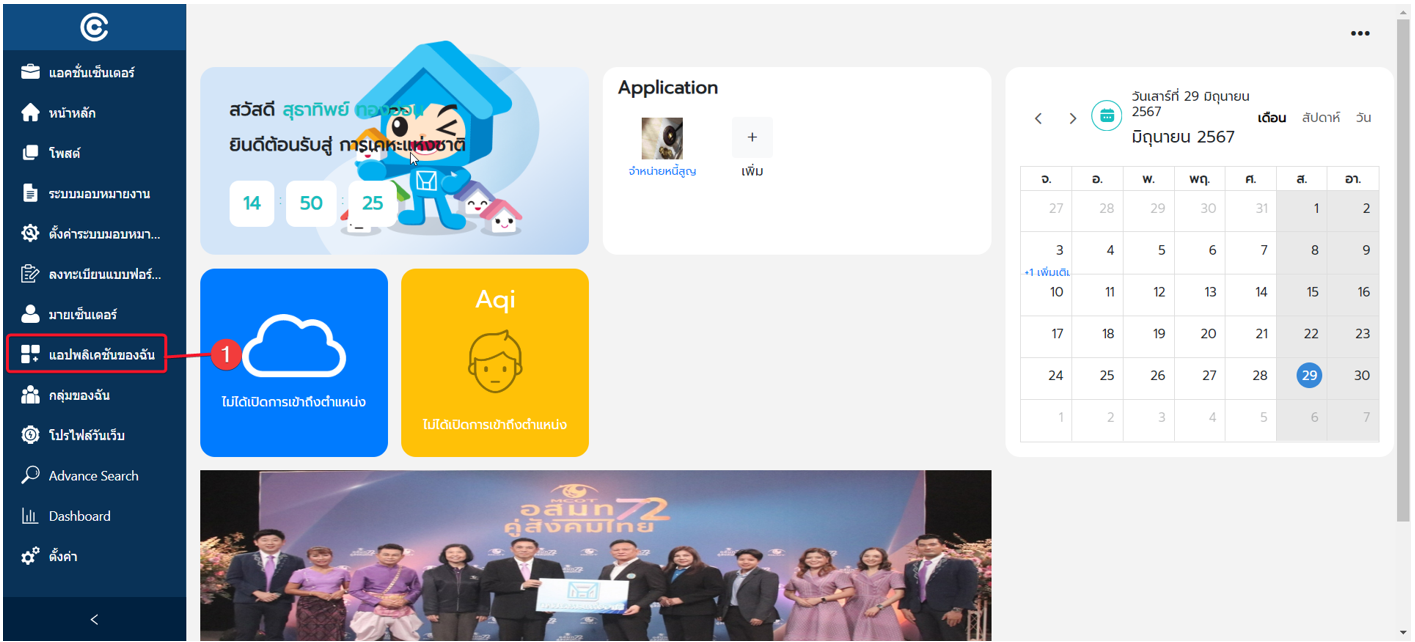 แอคชั่นเซ็นเตอร์
หน้าหลัก
โพสต์
ระบบมอบหมายงาน
ตั้งค่าระบบมอบหมา...
ลงทะเบียนแบบฟอร์...
มายเซ็นเตอร์
แอปพลิเคชันของฉัน
กลุ่มของฉัน
โปรไฟล์วันเว็บ
Advance Search
Dashboard
ตั้งค่า
<
1
สวัสดี สุธาทิพย์
ยินดีต้อนรับสู่ การเคหะแห่งชาติ
14 : 50 : 25
Application
จำหน่ายหนี้สูญ
+
เพิ่ม
ไม่ได้เปิดการเข้าถึงตำแหน่ง
Aqi
ไม่ได้เปิดการเข้าถึงตำแหน่ง
MCOT
อสมท 72
คู่สังคมไทย
วันเสาร์ที่ 29 มิถุนายน
2567
มิถุนายน 2567
เดือน สัปดาห์ วัน
จ. อ. พ. พฤ. ศ. ส. อา.
27 28 29 30 31 1 2
3 4 5 6 7 8 9
+1 เพิ่มเติม
10 11 12 13 14 15 16
17 18 19 20 21 22 23
24 25 26 27 28 29 30
1 2 3 4 5 6 7